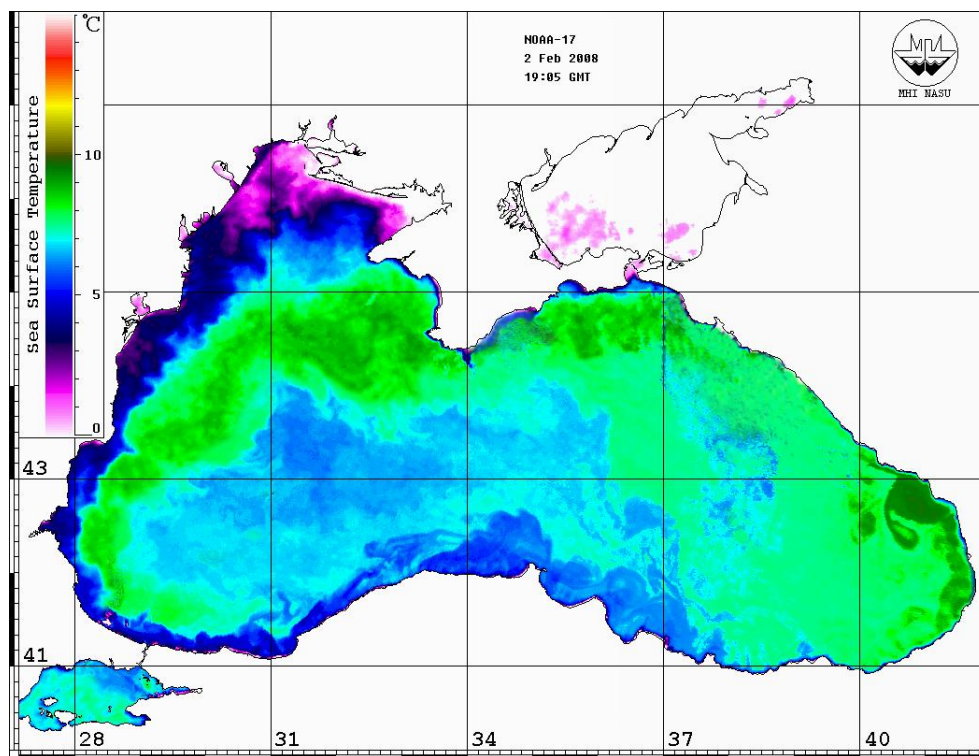 °C
NOAA-17
2 Feb 2008
19:05 GMT
MHI NASU
Sea Surface Temperature
10
5
0
43
41
28 31 34 37 40